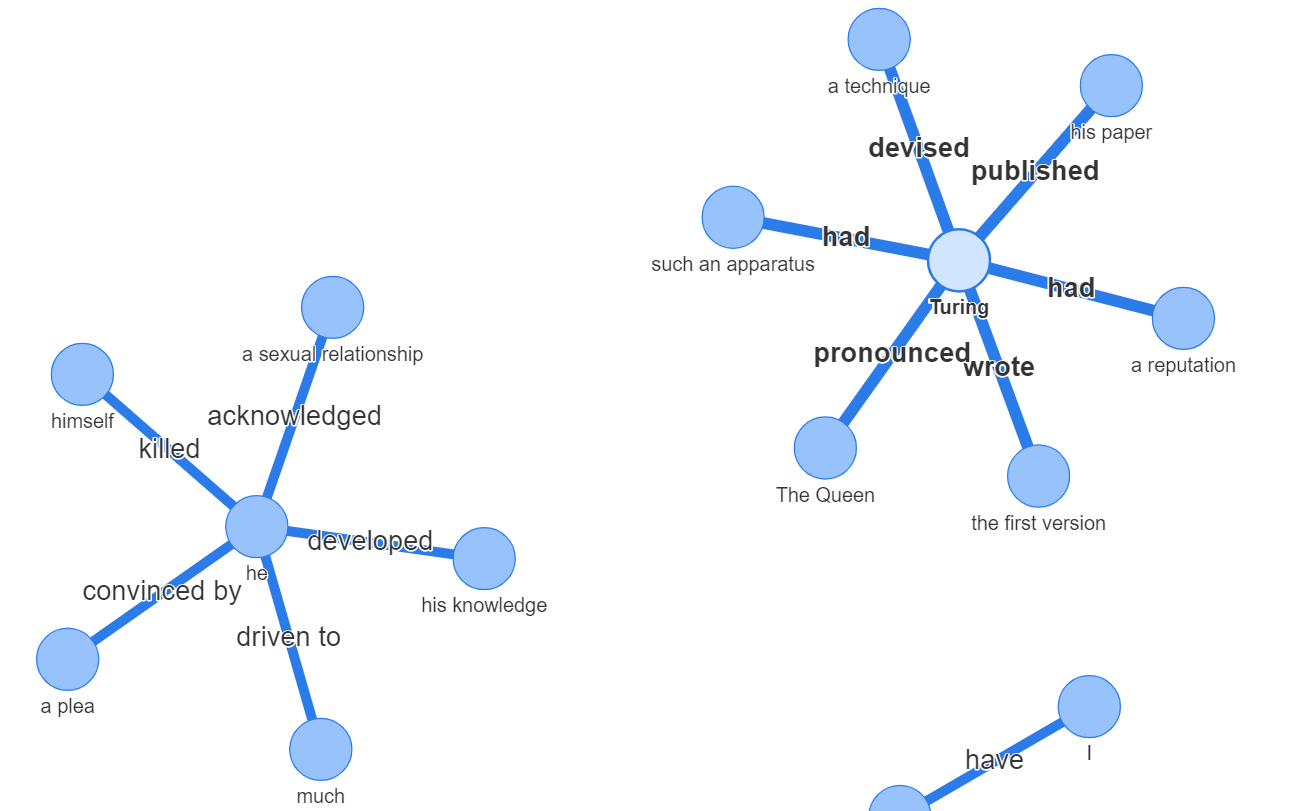 a technique
his paper
devised
published
such an apparatus
had
Turing
had
a reputation
pronounced
wrote
The Queen
the first version
a sexual relationship
himself
acknowledged
killed
he
developed
his knowledge
convinced by
driven to
a plea
much
have
I